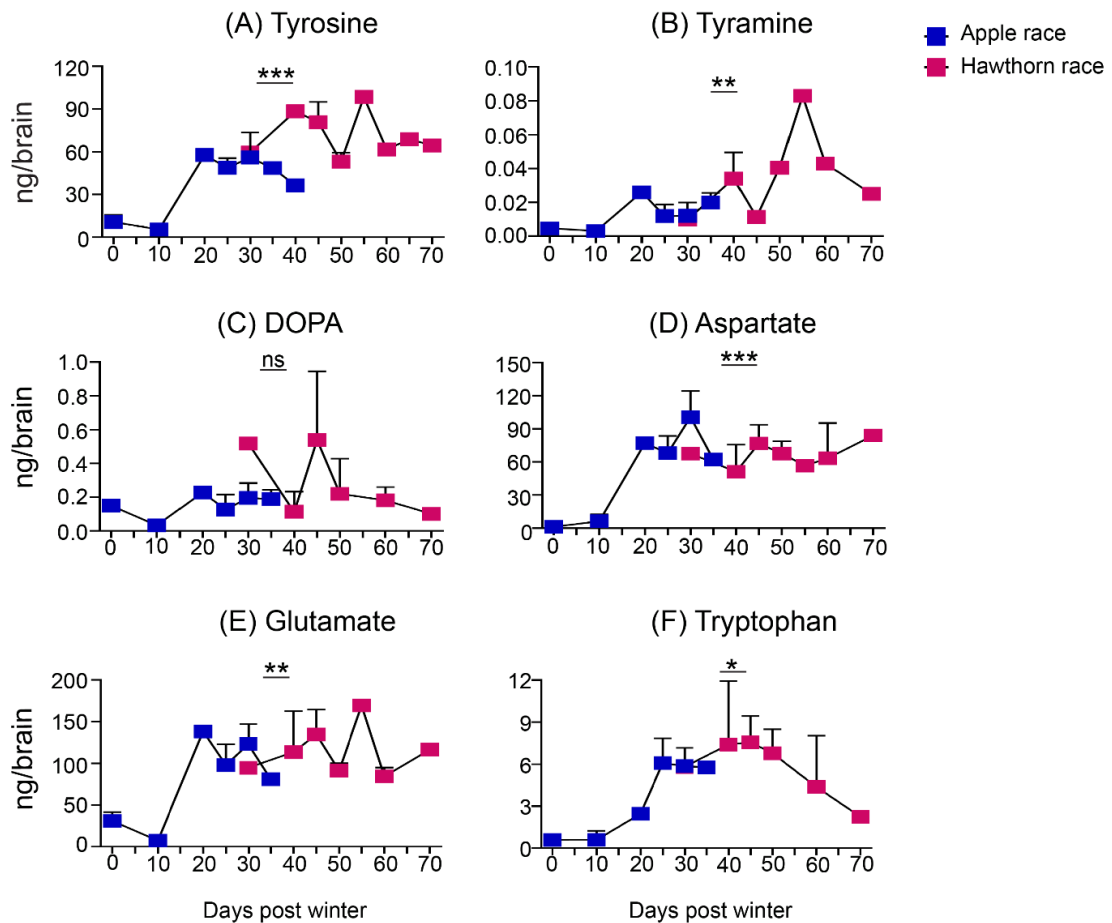 (A) Tyrosine
(B) Tyramine
Apple race
Hawthorn race
***
**
ng/brain
120
90
60
30
0
0 10 20 30 40 50 60 70
0.10
0.08
0.06
0.04
0.02
0.00
0 10 20 30 40 50 60 70
(C) DOPA
(D) Aspartate
ns
***
ng/brain
1.0
0.8
0.6
0.4
0.2
0.0
0 10 20 30 40 50 60 70
150
120
90
60
30
0
0 10 20 30 40 50 60 70
(E) Glutamate
(F) Tryptophan
**
*
ng/brain
200
150
100
50
0
0 10 20 30 40 50 60 70
12
9
6
3
0
0 10 20 30 40 50 60 70
Days post winter
Days post winter